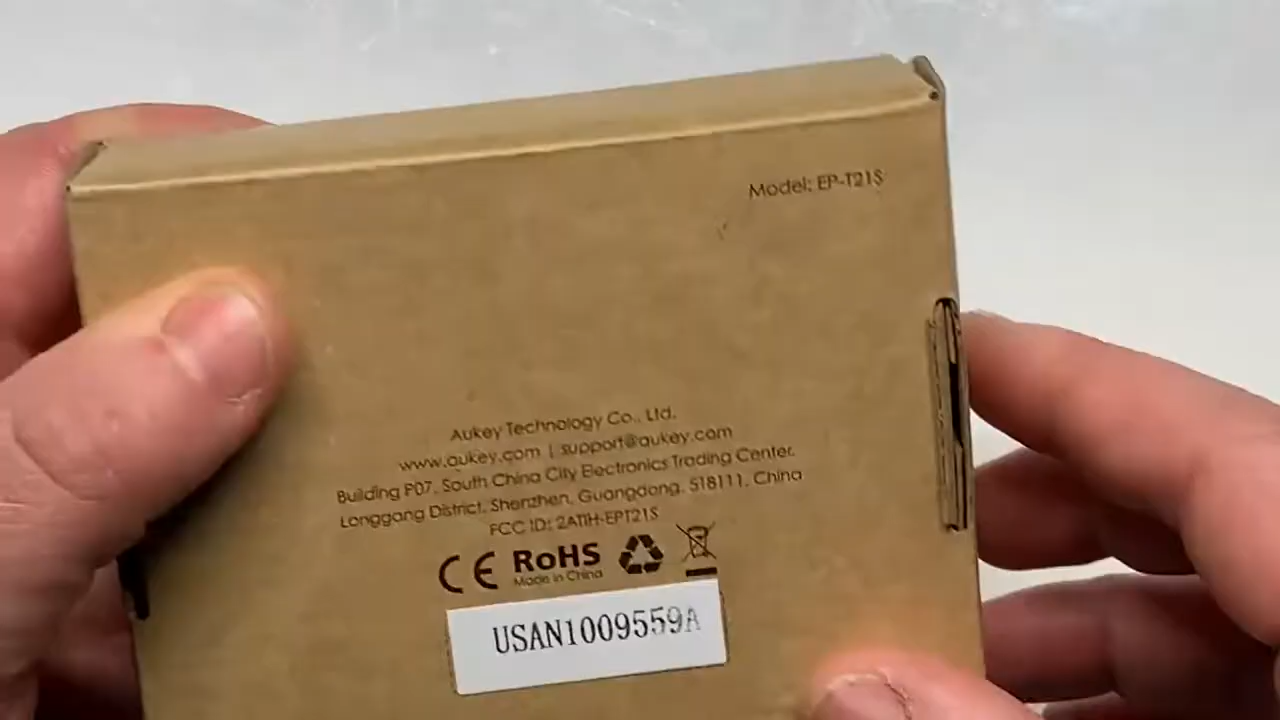 Model: EP-T21S
Aukey Technology Co., Ltd.
www.aukey.com | support@aukey.com
Building P07, South China City Electronics Trading Center,
Longgang District, Shenzhen, Guangdong, 518111, China
FCC ID: 2ATIH-EPT21S
CE RoHS
Made in China
USAN1009559A